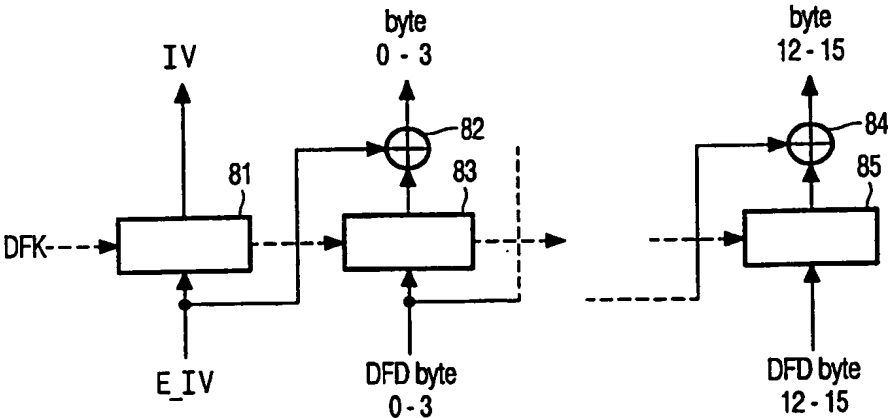 IV
byte
0 - 3
byte
12 - 15
81
82
83
84
85
DFK
E_IV
DFD byte
0 - 3
DFD byte
12 - 15